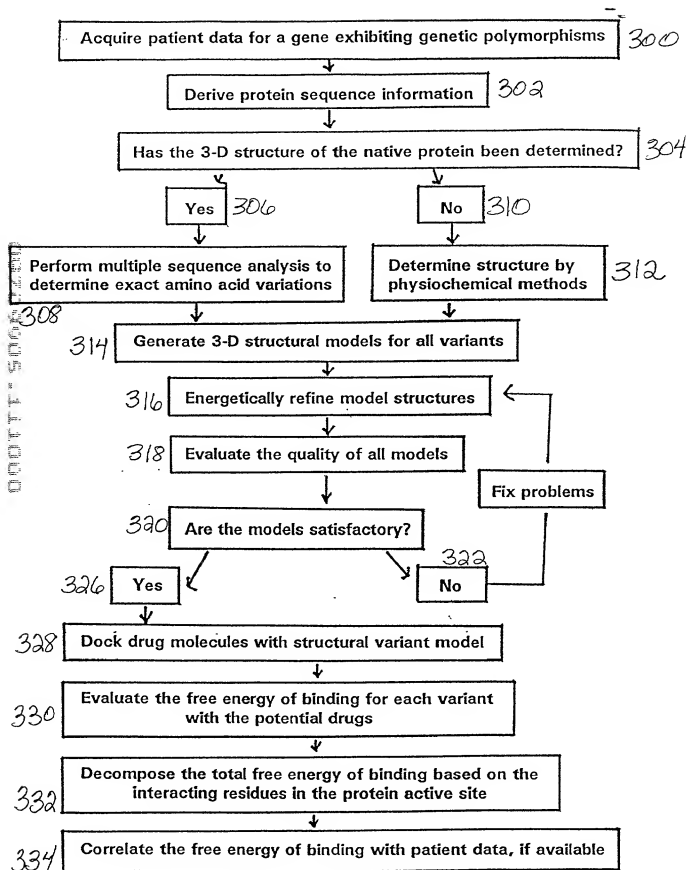 Acquire patient data for a gene exhibiting genetic polymorphisms 300
Derive protein sequence information 302
Has the 3-D structure of the native protein been determined? 304
Yes 306
No 310
Perform multiple sequence analysis to
determine exact amino acid variations
308
Determine structure by
physiochemical methods
312
314 Generate 3-D structural models for all variants
316 Energetically refine model structures
318 Evaluate the quality of all models
Fix problems
320 Are the models satisfactory?
322
326 Yes
No
328 Dock drug molecules with structural variant model
330 Evaluate the free energy of binding for each variant
with the potential drugs
332 Decompose the total free energy of binding based on the
interacting residues in the protein active site
334 Correlate the free energy of binding with patient data, if available